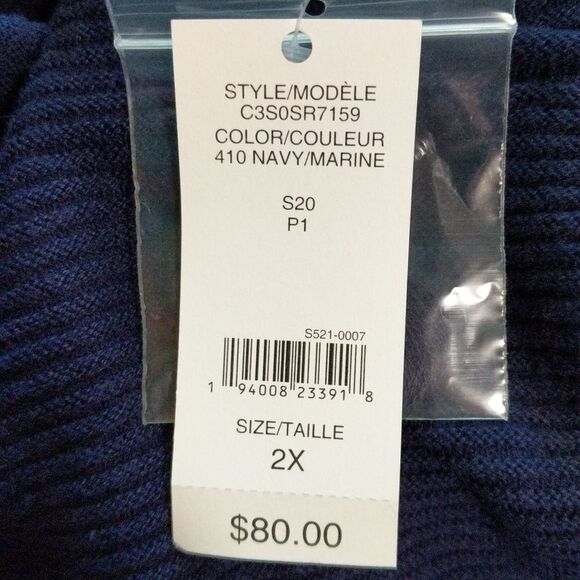 STYLE/MODÈLE
C3S0SR7159
COLOR/COULEUR
410 NAVY/MARINE
S20
P1
S521-0007
1 94008 23391 8
SIZE/TAILLE
2X
$80.00